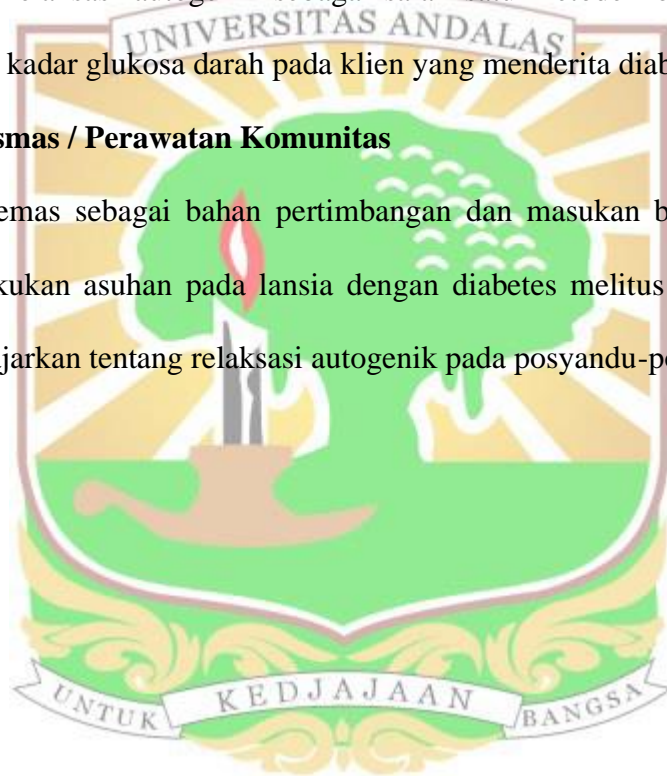 UNIVERSITAS ANDALAS
kadar glukosa darah pada klien yang menderita diab
smas / Perawatan Komunitas
emas sebagai bahan pertimbangan dan masukan b
kukan asuhan pada lansia dengan diabetes melitus
jarkan tentang relaksasi autogenik pada posyandu-po
UNTUK KEDJAJAAN BANGSA